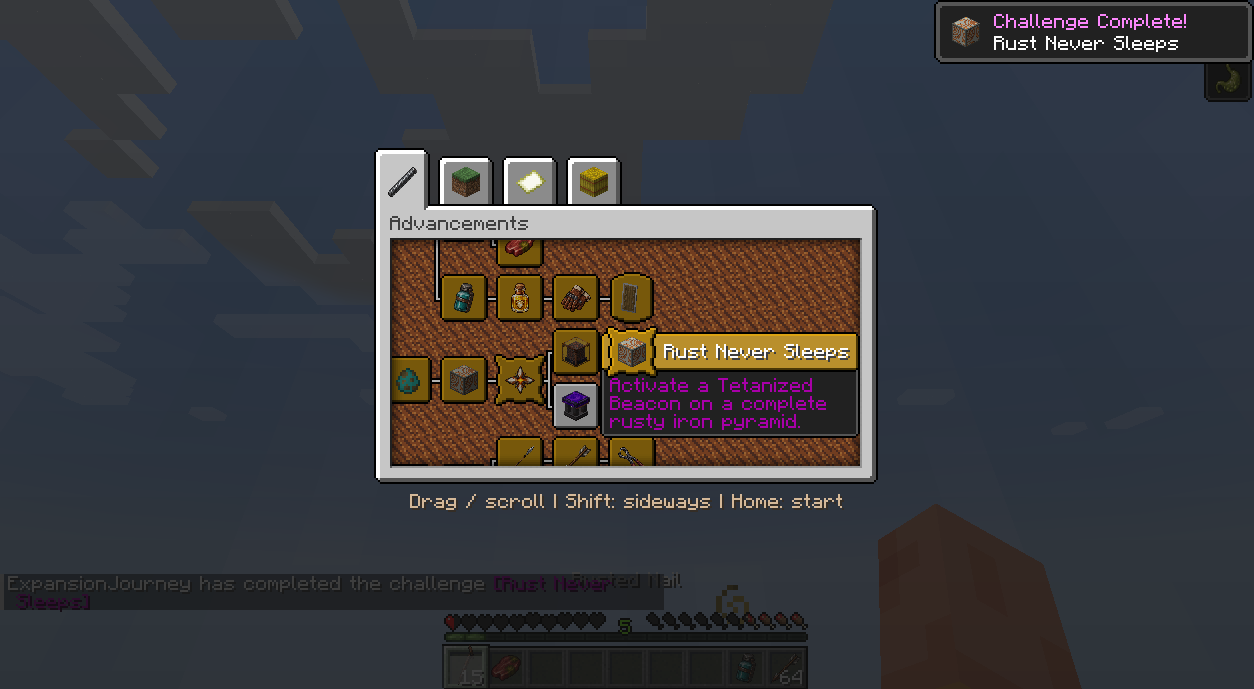 Challenge Complete!
Rust Never Sleeps
Advancements
Rust Never Sleeps
Activate a Tetanized
Beacon on a complete
rusty iron pyramid.
Drag / scroll | Shift: sideways | Home: start
ExpansionJourney has completed the challenge [Rust Never
Sleeps]
Nail
5
15
64